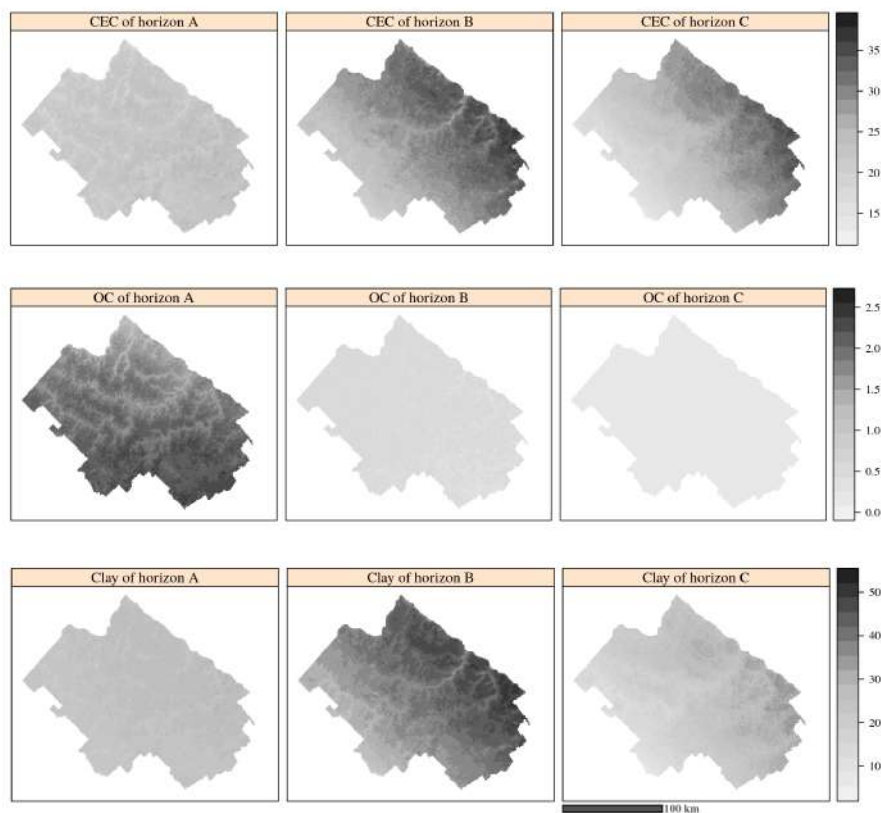 CEC of horizon A
CEC of horizon B
CEC of horizon C
35
30
25
20
15
OC of horizon A
OC of horizon B
OC of horizon C
2.5
2.0
1.5
1.0
0.5
0.0
Clay of horizon A
Clay of horizon B
Clay of horizon C
50
40
30
20
10
100 km